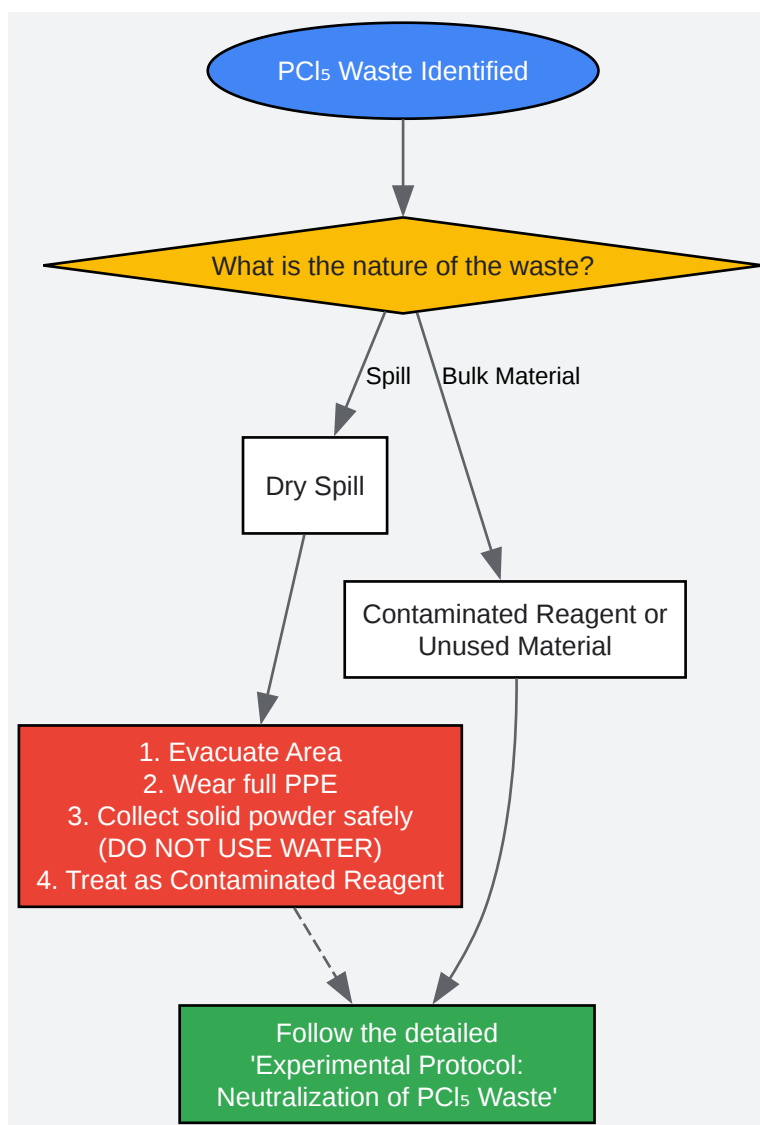 PCl₅ Waste Identified
What is the nature of the waste?
Spill
Bulk Material
Dry Spill
Contaminated Reagent or
Unused Material
1. Evacuate Area
2. Wear full PPE
3. Collect solid powder safely
(DO NOT USE WATER)
4. Treat as Contaminated Reagent
Follow the detailed
'Experimental Protocol:
Neutralization of PCl₅ Waste'